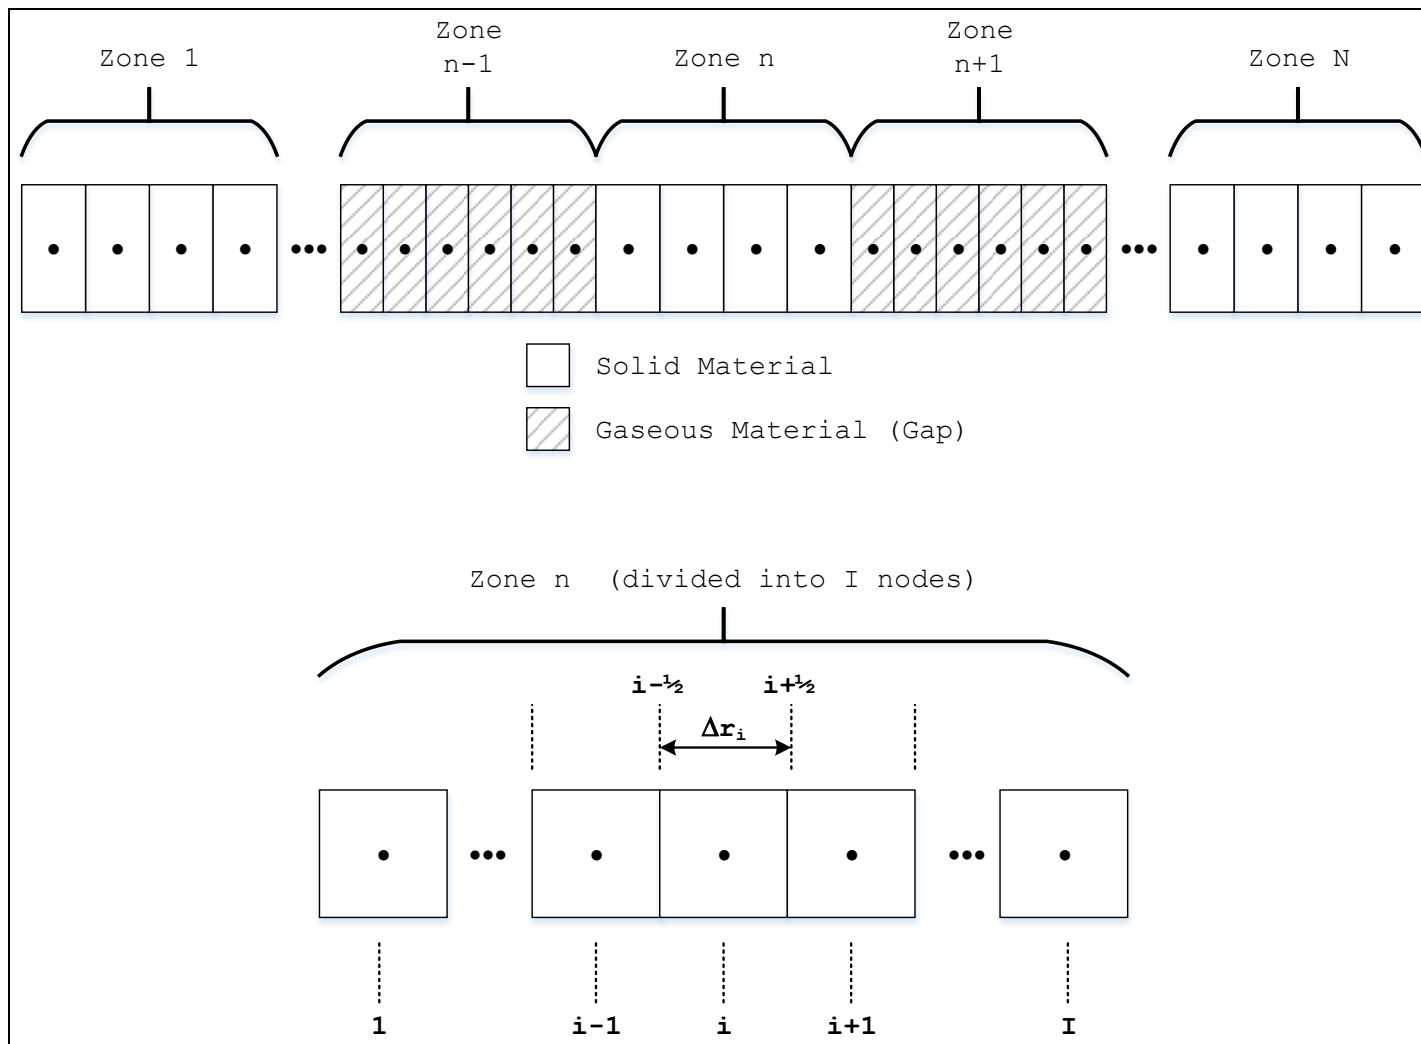 Zone 1
Zone
n-1
Zone n
Zone
n+1
Zone N
Solid Material
Gaseous Material (Gap)
Zone n (divided into I nodes)
i-½ i+½
Δrᵢ
1 i-1 i i+1 I